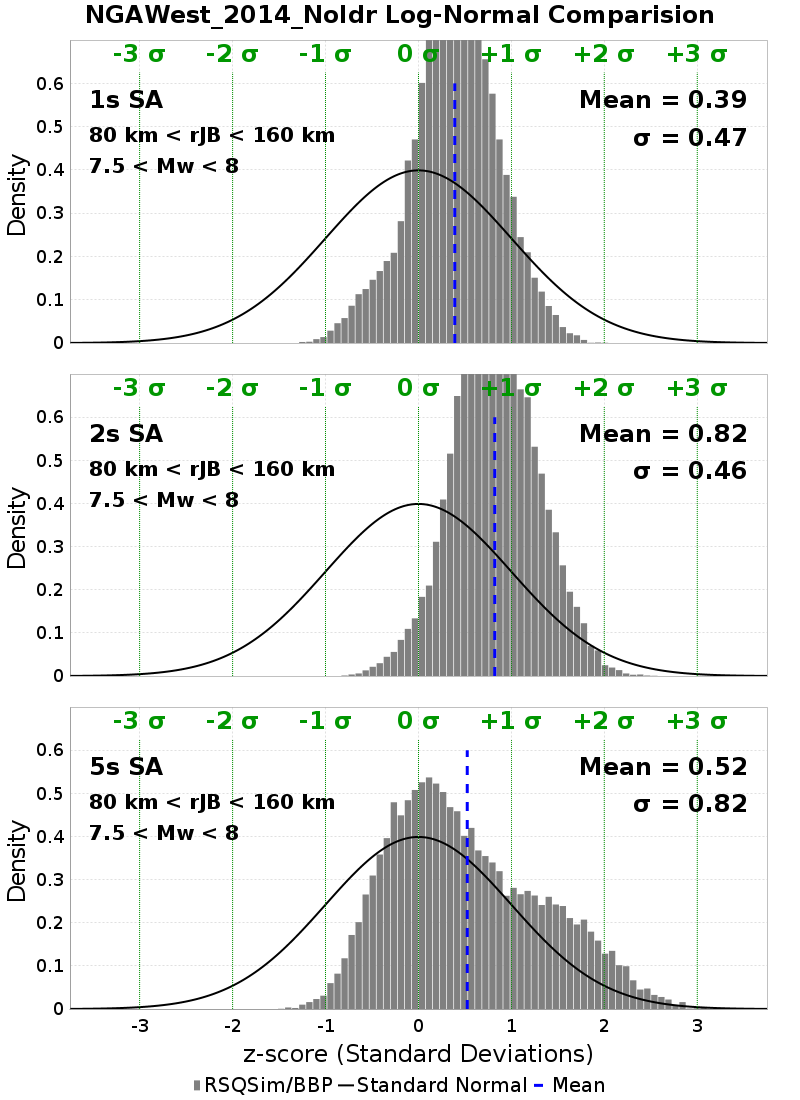 NGAWest_2014_NoIdr Log-Normal Comparision
-3 σ -2 σ -1 σ 0 σ +1 σ +2 σ +3 σ
1s SA
Mean = 0.39
80 km < rJB < 160 km
σ = 0.47
7.5 < Mw < 8
0.6
0.5
0.4
0.3
0.2
0.1
0
Density
-3 σ -2 σ -1 σ 0 σ +1 σ +2 σ +3 σ
2s SA
Mean = 0.82
80 km < rJB < 160 km
σ = 0.46
7.5 < Mw < 8
0.6
0.5
0.4
0.3
0.2
0.1
0
Density
-3 σ -2 σ -1 σ 0 σ +1 σ +2 σ +3 σ
5s SA
Mean = 0.52
80 km < rJB < 160 km
σ = 0.82
7.5 < Mw < 8
0.6
0.5
0.4
0.3
0.2
0.1
0
Density
-3 -2 -1 0 1 2 3
z-score (Standard Deviations)
RSQSim/BBP Standard Normal Mean